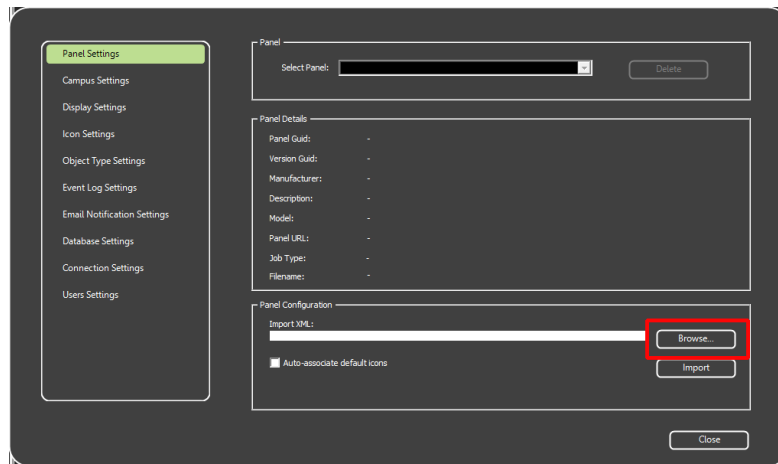 Panel Settings
Campus Settings
Display Settings
Icon Settings
Object Type Settings
Event Log Settings
Email Notification Settings
Database Settings
Connection Settings
Users Settings
Panel
Select Panel:
Delete
Panel Details
Panel Guid: -
Version Guid: -
Manufacturer: -
Description: -
Model: -
Panel URL: -
Job Type: -
Filename: -
Panel Configuration
Import XML:
Browse...
Auto-associate default icons
Import
Close